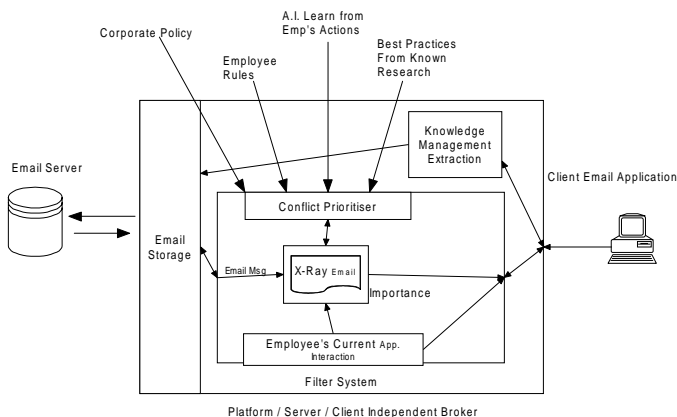 A.I. Learn from
Emp's Actions
Corporate Policy
Employee
Rules
Best Practices
From Known
Research
Knowledge
Management
Extraction
Email Server
Client Email Application
Conflict Prioritiser
Email
Storage
Email Msg
X-Ray Email
Importance
Employee's Current App.
Interaction
Filter System
Platform / Server / Client Independent Broker